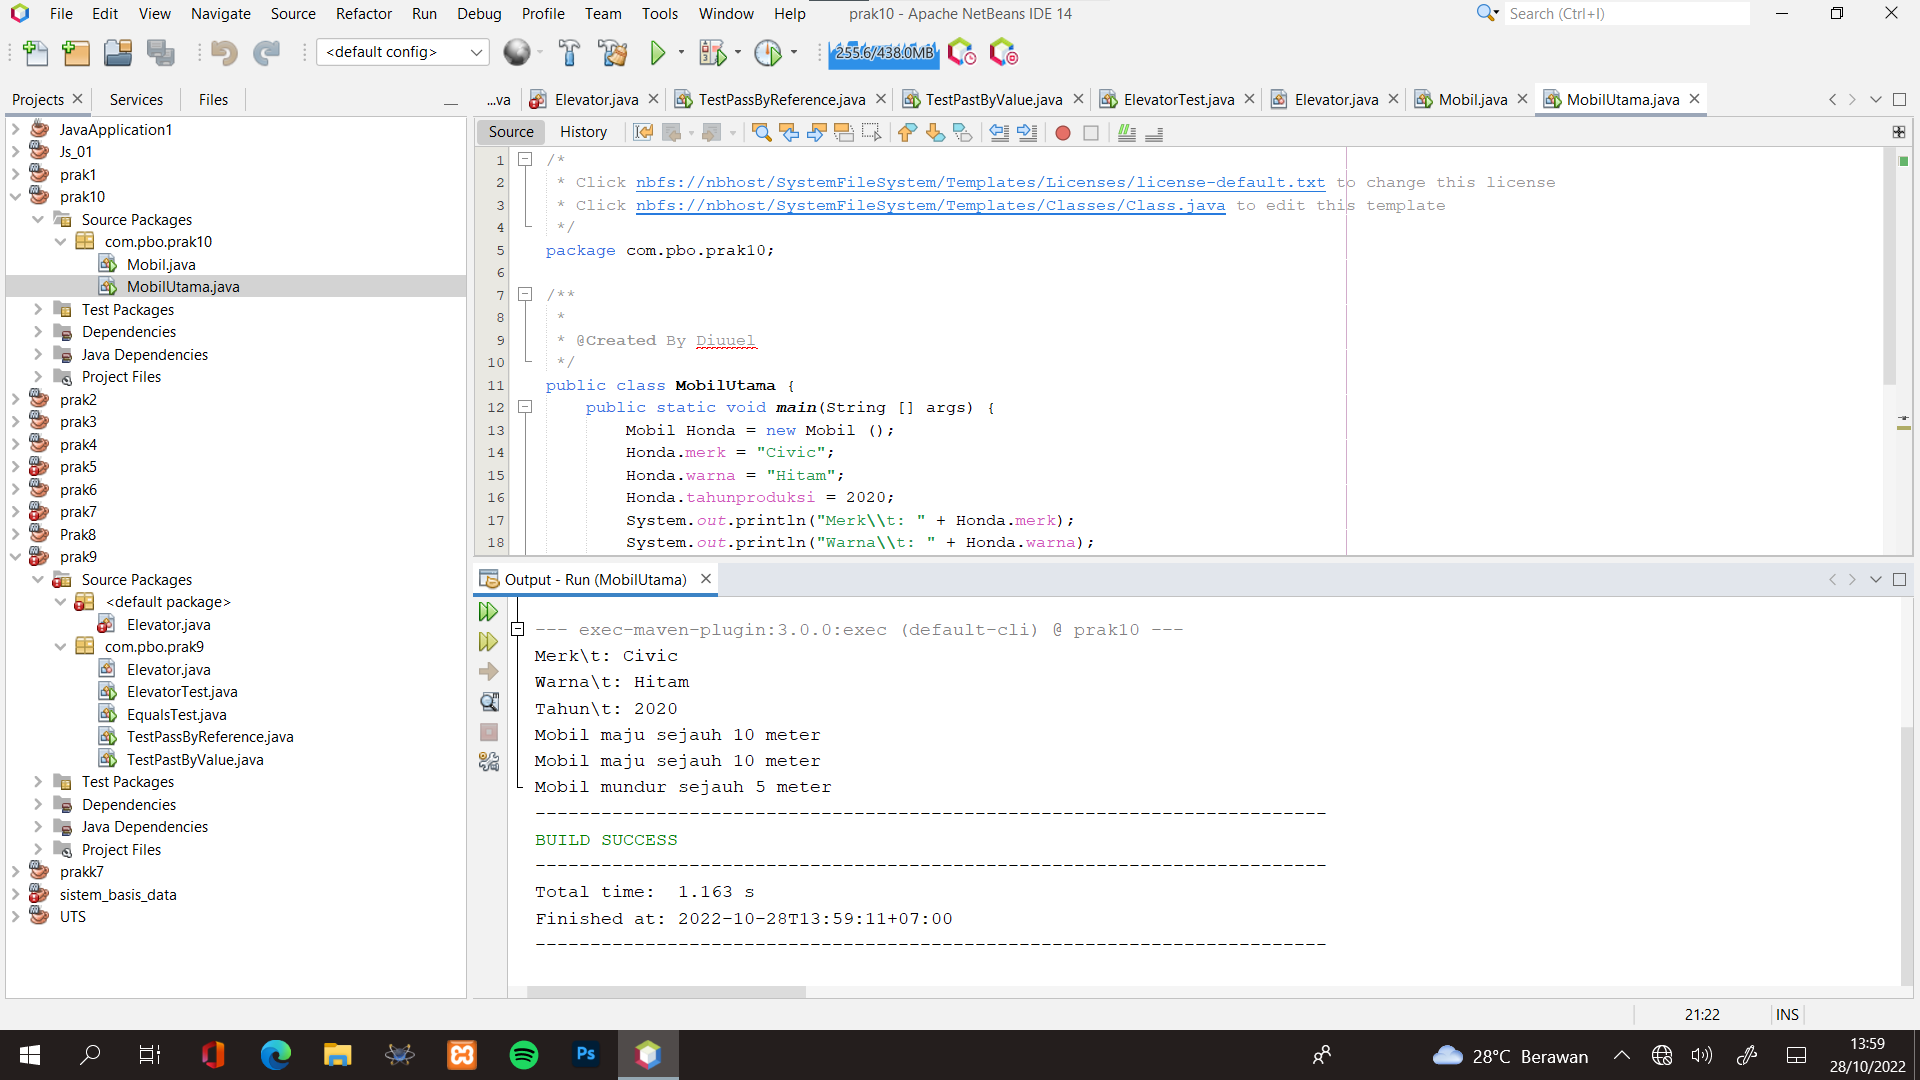 File Edit View Navigate Source Refactor Run Debug Profile Team Tools Window Help prak10 - Apache NetBeans IDE 14 Search (Ctrl+I)
<default config> 255.6/438.0MB
Projects Services Files
...va Elevator.java TestPassByReference.java TestPastByValue.java ElevatorTest.java Elevator.java Mobil.java MobilUtama.java
Source History
JavaApplication1
Js_01
prak1
prak10
Source Packages
com.pbo.prak10
Mobil.java
MobilUtama.java
Test Packages
Dependencies
Java Dependencies
Project Files
prak2
prak3
prak4
prak5
prak6
prak7
Prak8
prak9
Source Packages
<default package>
Elevator.java
com.pbo.prak9
Elevator.java
ElevatorTest.java
EqualsTest.java
TestPassByReference.java
TestPastByValue.java
Test Packages
Dependencies
Java Dependencies
Project Files
prakk7
sistem_basis_data
UTS
1 /*
2 * Click nbfs://nbhost/SystemFileSystem/Templates/Licenses/license-default.txt to change this license
3 * Click nbfs://nbhost/SystemFileSystem/Templates/Classes/Class.java to edit this template
4 */
5 package com.pbo.prak10;
6
7 /**
8 *
9 * @Created By Diuuel
10 */
11 public class MobilUtama {
12 public static void main(String [] args) {
13 Mobil Honda = new Mobil ();
14 Honda.merk = "Civic";
15 Honda.warna = "Hitam";
16 Honda.tahunproduksi = 2020;
17 System.out.println("Merk\\t: " + Honda.merk);
18 System.out.println("Warna\\t: " + Honda.warna);
Output - Run (MobilUtama)
--- exec-maven-plugin:3.0.0:exec (default-cli) @ prak10 ---
Merk\t: Civic
Warna\t: Hitam
Tahun\t: 2020
Mobil maju sejauh 10 meter
Mobil maju sejauh 10 meter
Mobil mundur sejauh 5 meter
------------------------------------------------------------------------
BUILD SUCCESS
------------------------------------------------------------------------
Total time:  1.163 s
Finished at: 2022-10-28T13:59:11+07:00
------------------------------------------------------------------------
21:22 INS
Ps
28°C Berawan
13:59
28/10/2022